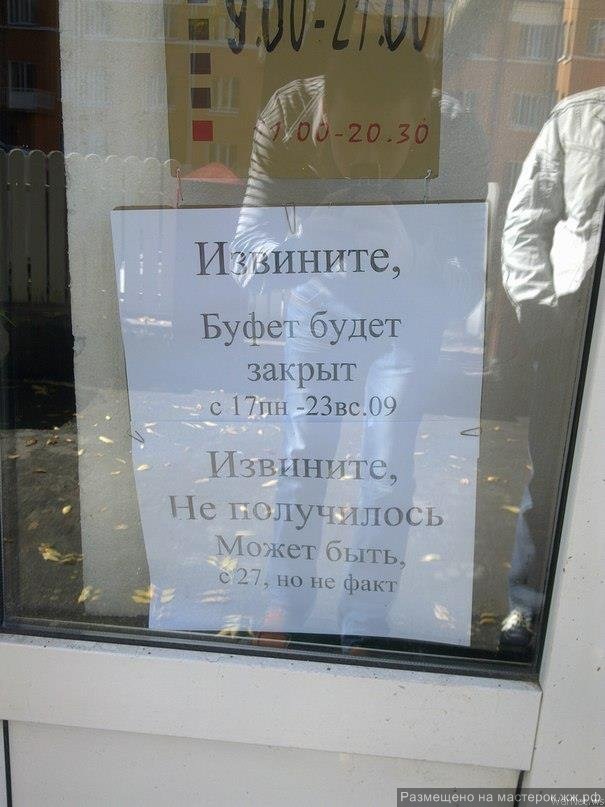 9.00-21.00
11.00-20.30
Извините,
Буфет будет
закрыт
с 17пн -23вс.09
Извините,
Не получилось
Может быть,
с 27, но не факт
Размещено на мастерок.жж.рф